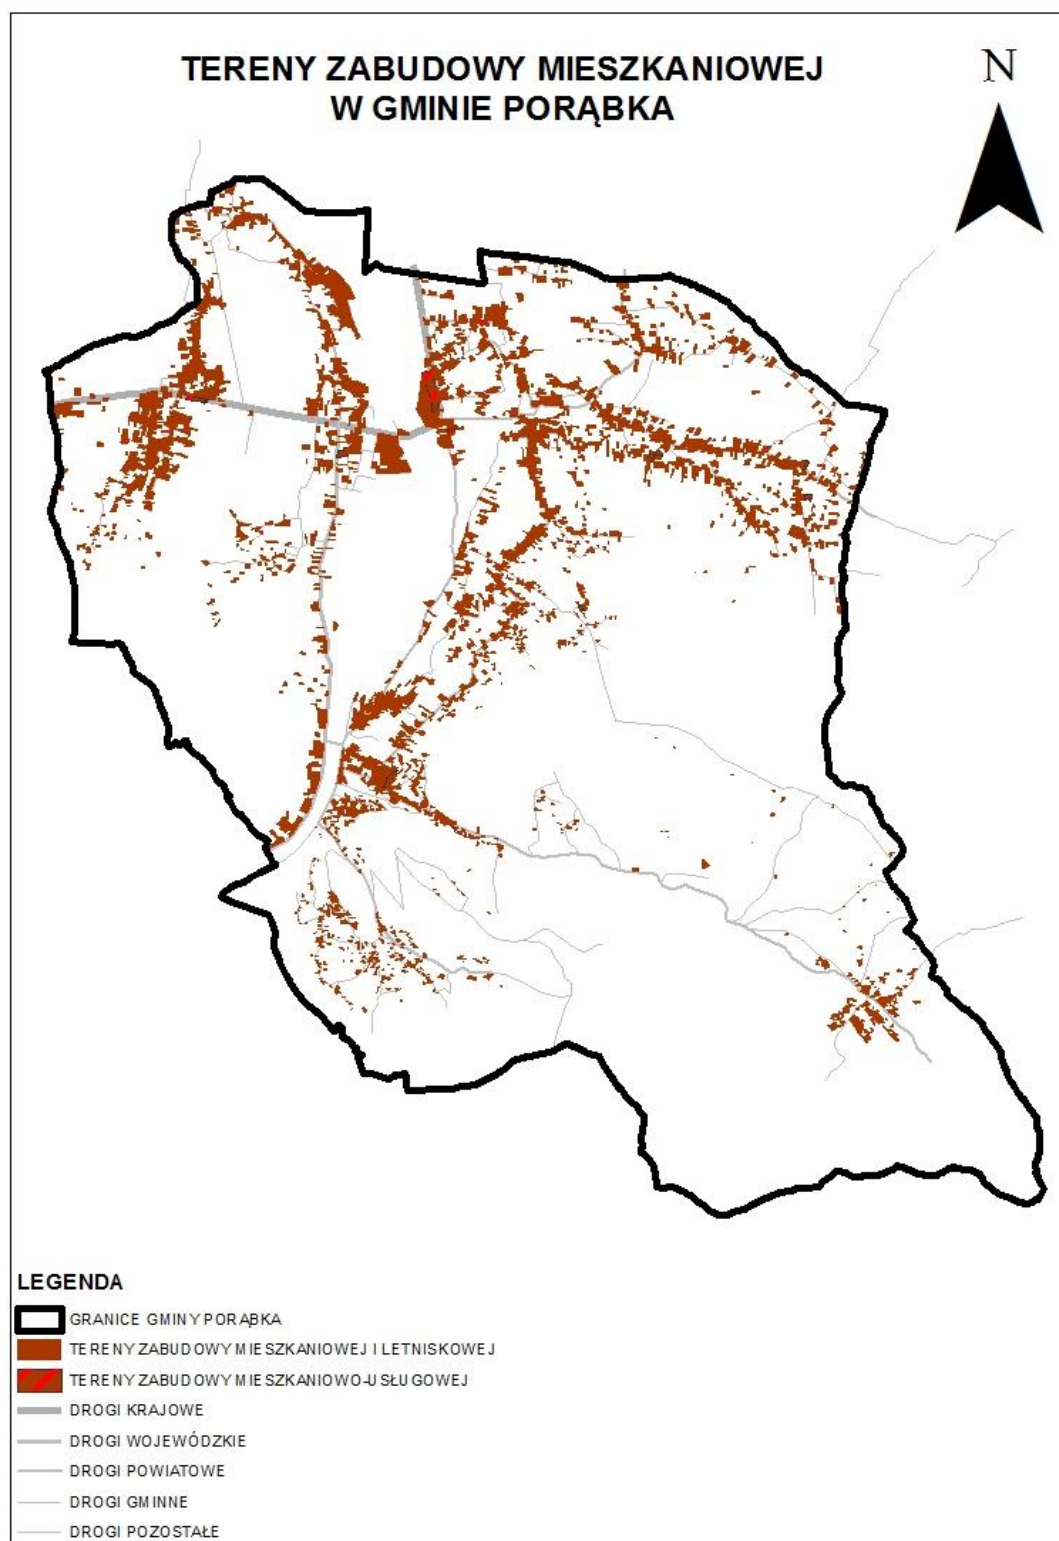 TERENY ZABUDOWY MIESZKANIOWEJ
W GMINIE PORĄBKA
N
LEGENDA
GRANICE GMINY PORĄBKA
TERENY ZABUDOWY MIESZKANIOWEJ I LETNISKOWEJ
TERENY ZABUDOWY MIESZKANIOWO-USŁUGOWEJ
DROGI KRAJOWE
DROGI WOJEWÓDZKIE
DROGI POWIATOWE
DROGI GMINNE
DROGI POZOSTAŁE